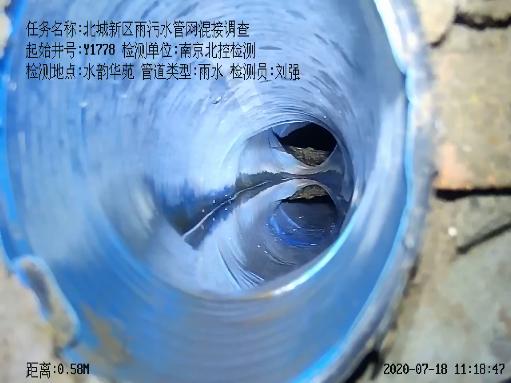 任务名称:北城新区雨污水管网混接调查
起始井号:Y1778 检测单位:南京北控检测
检测地点:水韵华苑 管道类型:雨水 检测员:刘强
距离:0.58M
2020-07-18 11:18:47